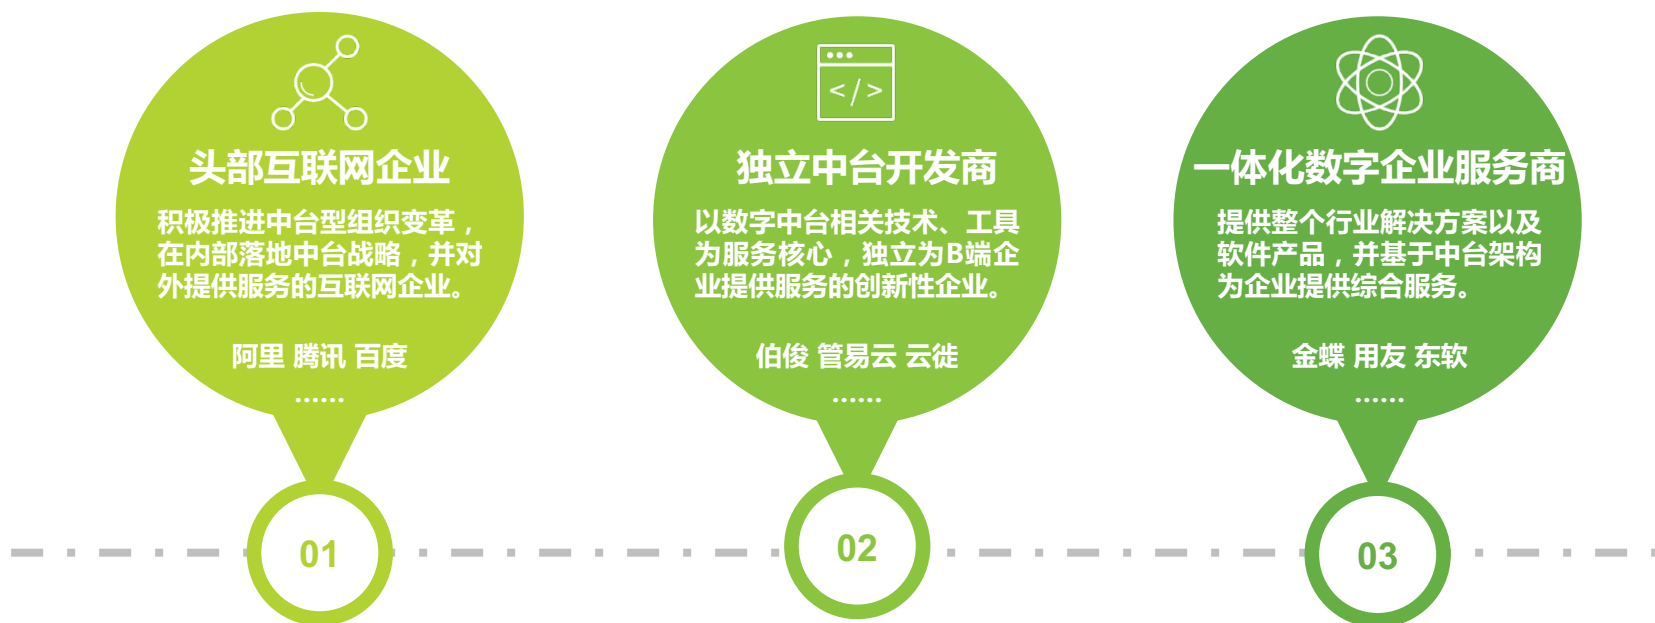 </>
头部互联网企业
积极推进中台型组织变革，
在内部落地中台战略，并对
外提供服务的互联网企业。
阿里 腾讯 百度
......
01
独立中台开发商
以数字中台相关技术、工具
为服务核心，独立为B端企
业提供服务的创新性企业。
伯俊 管易云 云徙
......
02
一体化数字企业服务商
提供整个行业解决方案以及
软件产品，并基于中台架构
为企业提供综合服务。
金蝶 用友 东软
......
03